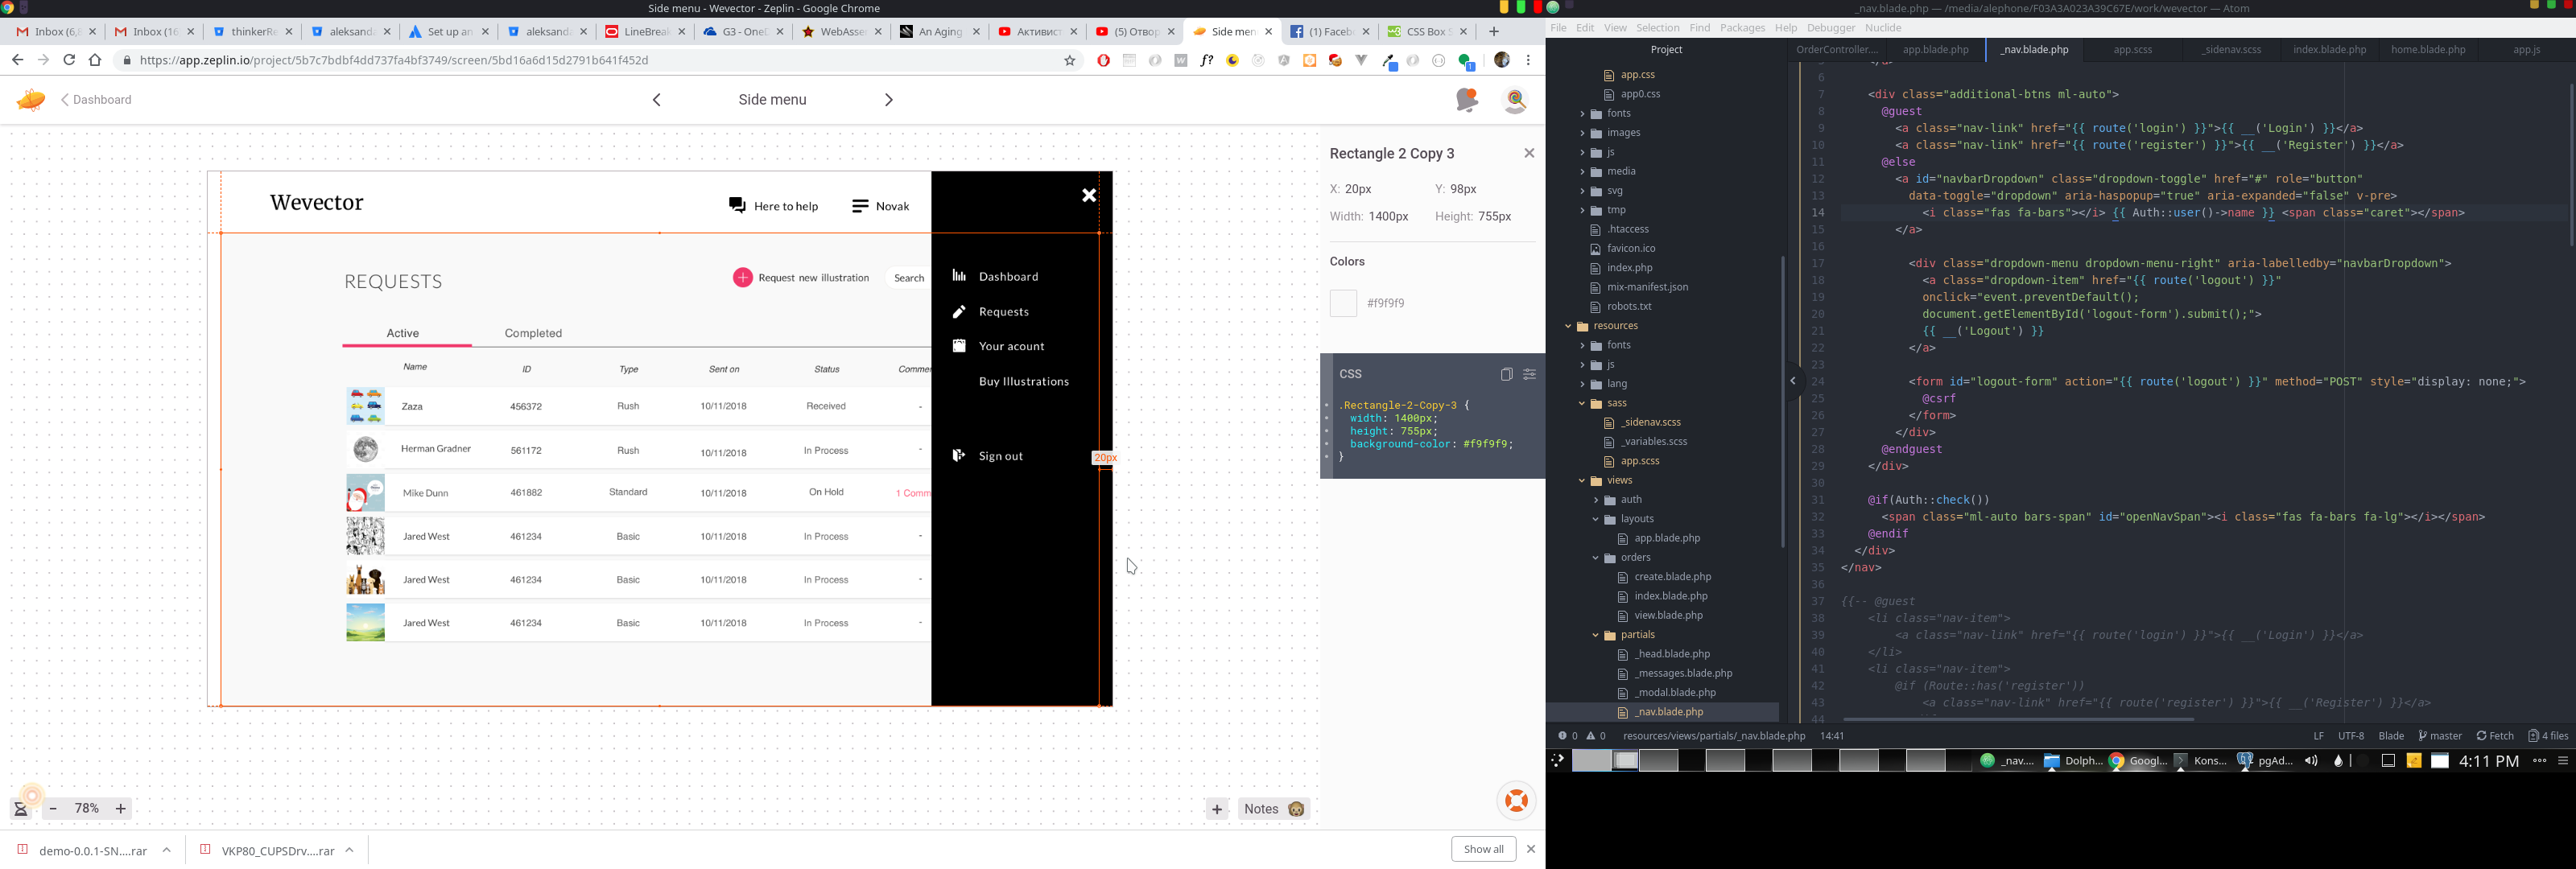 Side menu - Wevector - Zeplin - Google Chrome
Inbox (6,
Inbox (16
thinkerRe
aleksand
Set up an
aleksand
LineBreak
G3 - OneD
WebAsse
An Aging
Активист
(5) Отвор
Side men
(1) Faceb
CSS Box S
https://app.zeplin.io/project/5b7c7bdbf4dd737fa4bf3749/screen/5bd16a6d15d2791b641f452d
Dashboard
Side menu
Wevector
Here to help
Novak
REQUESTS
Request new illustration
Search
Active
Completed
Name ID Type Sent on Status Commen
Zaza 456372 Rush 10/11/2018 Received -
Herman Gradner 561172 Rush 10/11/2018 In Process -
Mike Dunn 461882 Standard 10/11/2018 On Hold 1 Comm
Jared West 461234 Basic 10/11/2018 In Process -
Jared West 461234 Basic 10/11/2018 In Process -
Jared West 461234 Basic 10/11/2018 In Process -
Dashboard
Requests
Your acount
Buy Illustrations
Sign out
20px
Rectangle 2 Copy 3
X: 20px Y: 98px
Width: 1400px Height: 755px
Colors
#f9f9f9
CSS
.Rectangle-2-Copy-3 {
width: 1400px;
height: 755px;
background-color: #f9f9f9;
}
78%
Notes
demo-0.0.1-SN....rar
VKP80_CUPSDrv....rar
Show all
_nav.blade.php — /media/alephone/F03A3A023A39C67E/work/wevector — Atom
File Edit View Selection Find Packages Help Debugger Nuclide
Project
app.css
app0.css
fonts
images
js
media
svg
tmp
.htaccess
favicon.ico
index.php
mix-manifest.json
robots.txt
resources
fonts
js
lang
sass
_sidenav.scss
_variables.scss
app.scss
views
auth
layouts
app.blade.php
orders
create.blade.php
index.blade.php
view.blade.php
partials
_head.blade.php
_messages.blade.php
_modal.blade.php
_nav.blade.php
OrderController.... app.blade.php _nav.blade.php app.scss _sidenav.scss index.blade.php home.blade.php app.js
6
7 <div class="additional-btns ml-auto">
8 @guest
9 <a class="nav-link" href="{{ route('login') }}">{{ __('Login') }}</a>
10 <a class="nav-link" href="{{ route('register') }}">{{ __('Register') }}</a>
11 @else
12 <a id="navbarDropdown" class="dropdown-toggle" href="#" role="button"
13 data-toggle="dropdown" aria-haspopup="true" aria-expanded="false" v-pre>
14 <i class="fas fa-bars"></i> {{ Auth::user()->name }} <span class="caret"></span>
15 </a>
16
17 <div class="dropdown-menu dropdown-menu-right" aria-labelledby="navbarDropdown">
18 <a class="dropdown-item" href="{{ route('logout') }}"
19 onclick="event.preventDefault();
20 document.getElementById('logout-form').submit();">
21 {{ __('Logout') }}
22 </a>
23
24 <form id="logout-form" action="{{ route('logout') }}" method="POST" style="display: none;">
25 @csrf
26 </form>
27 </div>
28 @endguest
29 </div>
30
31 @if(Auth::check())
32 <span class="ml-auto bars-span" id="openNavSpan"><i class="fas fa-bars fa-lg"></i></span>
33 @endif
34 </div>
35 </nav>
36
37 {{-- @guest
38 <li class="nav-item">
39 <a class="nav-link" href="{{ route('login') }}">{{ __('Login') }}</a>
40 </li>
41 <li class="nav-item">
42 @if (Route::has('register'))
43 <a class="nav-link" href="{{ route('register') }}">{{ __('Register') }}</a>
44
0 0 resources/views/partials/_nav.blade.php 14:41 LF UTF-8 Blade master Fetch 4 files
_nav.... Dolph... Googl... Kons... pgAd... 4:11 PM